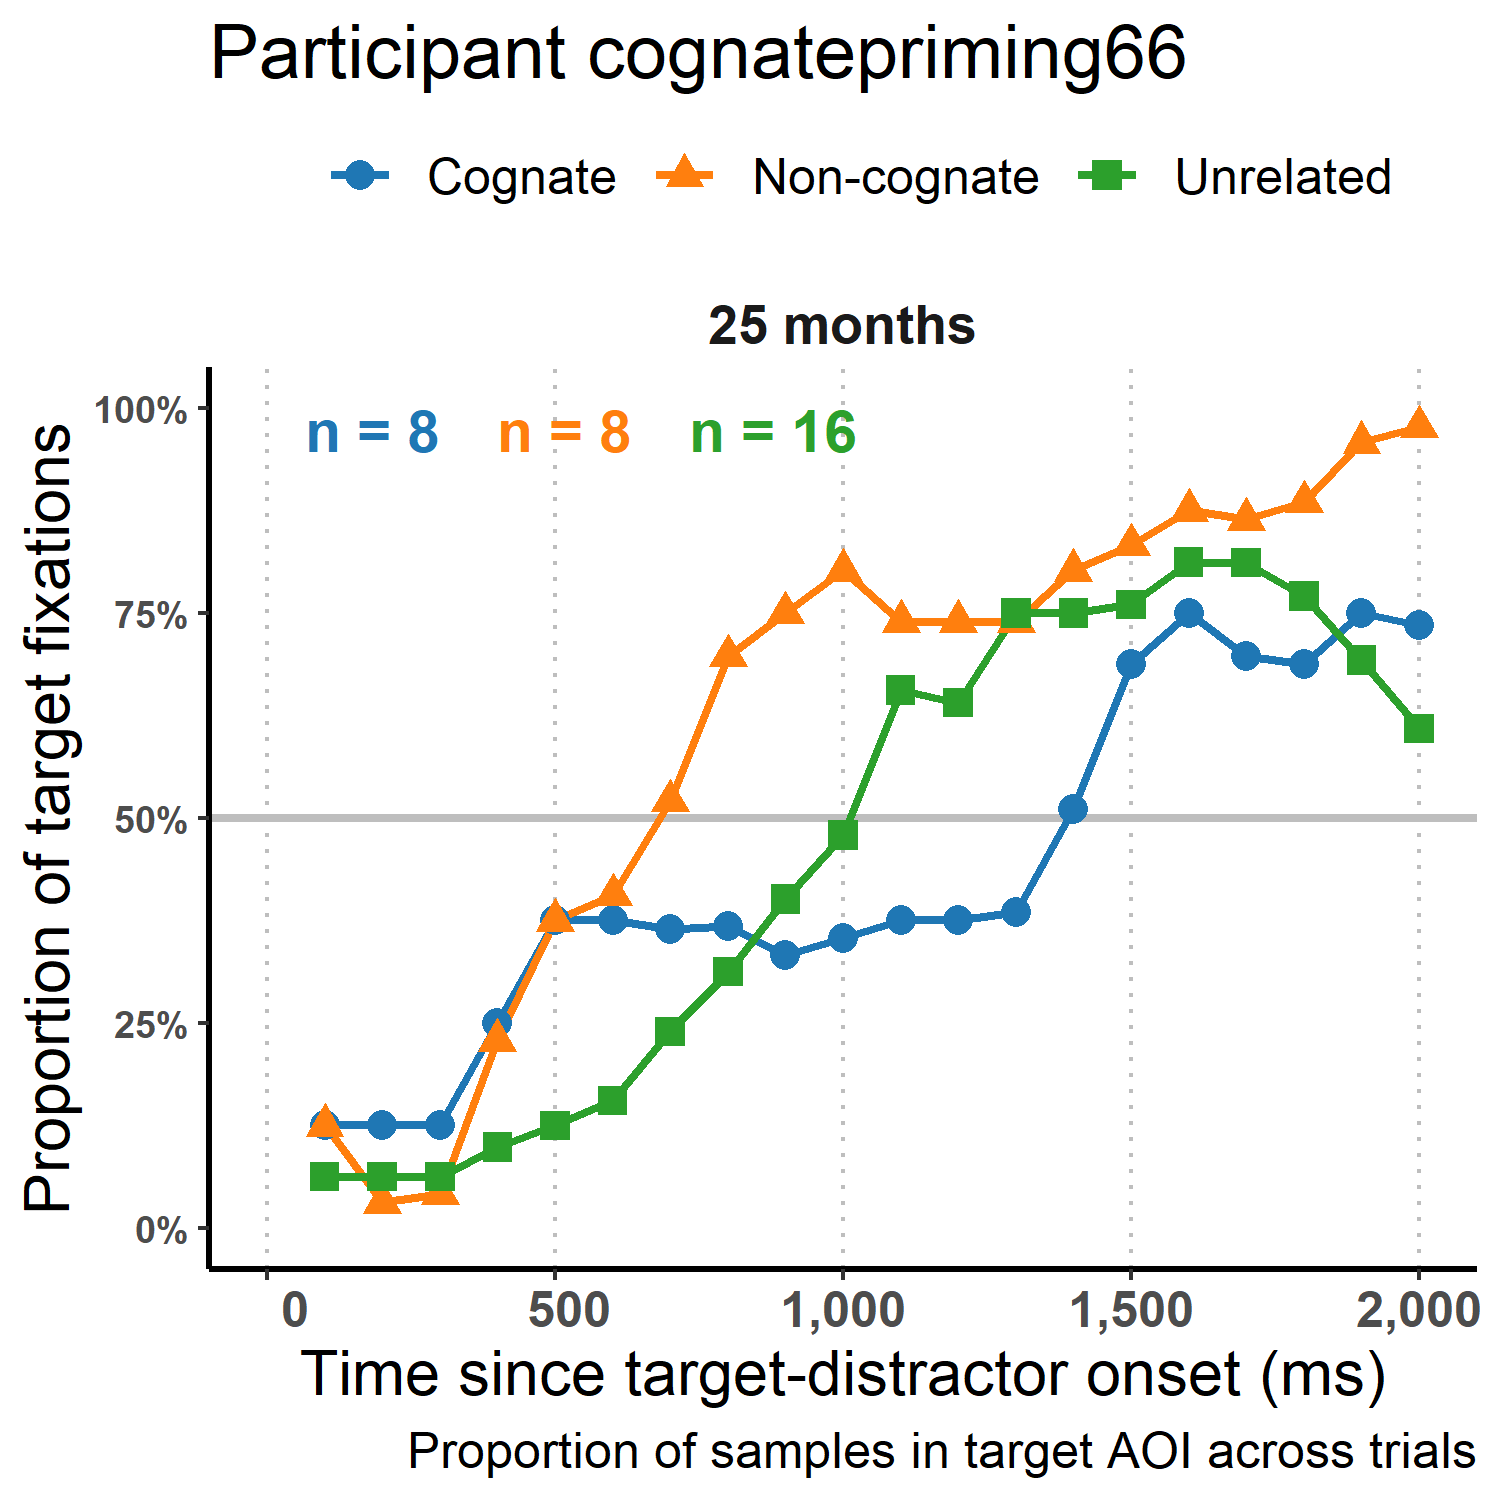 Participant cognatepriming66
Cognate Non-cognate Unrelated
25 months
n = 8 n = 8 n = 16
Proportion of target fixations
100%
75%
50%
25%
0%
0 500 1,000 1,500 2,000
Time since target-distractor onset (ms)
Proportion of samples in target AOI across trials